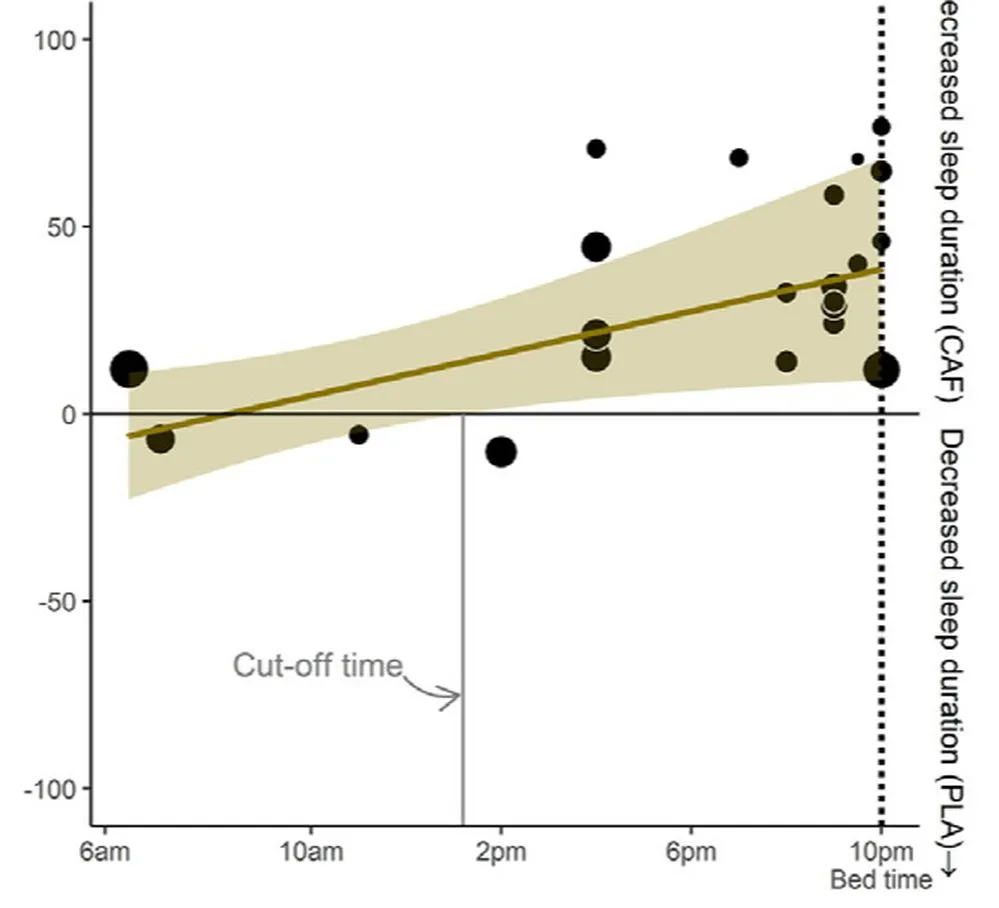 100
50
0
-50
-100
Cut-off time
6am
10am
2pm
6pm
10pm
Bed time
sleep duration (CAF)
Decreased sleep duration (PLA)→